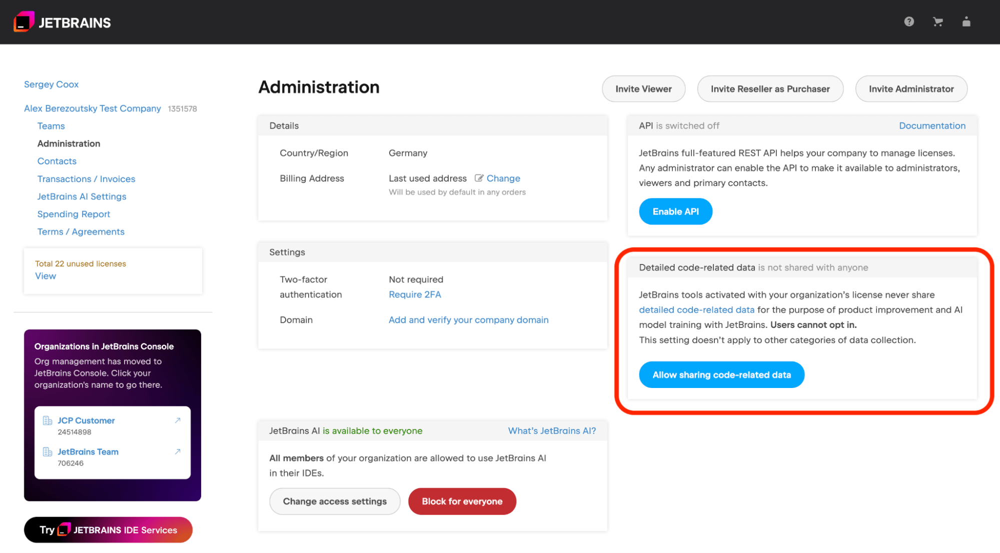 JETBRAINS
Sergey Coox
Alex Berezoutsky Test Company 1351578
Teams
Administration
Contacts
Transactions / Invoices
JetBrains AI Settings
Spending Report
Terms / Agreements
Total 22 unused licenses
View
Organizations in JetBrains Console
Org management has moved to
JetBrains Console. Click your
organization's name to go there.
JCP Customer
24514898
JetBrains Team
706246
Try JETBRAINS IDE Services
Administration
Invite Viewer
Invite Reseller as Purchaser
Invite Administrator
Details
Country/Region Germany
Billing Address Last used address Change
Will be used by default in any orders
Settings
Two-factor Not required
authentication Require 2FA
Domain Add and verify your company domain
JetBrains AI is available to everyone What's JetBrains AI?
All members of your organization are allowed to use JetBrains AI
in their IDEs.
Change access settings Block for everyone
API is switched off Documentation
JetBrains full-featured REST API helps your company to manage licenses.
Any administrator can enable the API to make it available to administrators,
viewers and primary contacts.
Enable API
Detailed code-related data is not shared with anyone
JetBrains tools activated with your organization's license never share
detailed code-related data for the purpose of product improvement and AI
model training with JetBrains. Users cannot opt in.
This setting doesn't apply to other categories of data collection.
Allow sharing code-related data